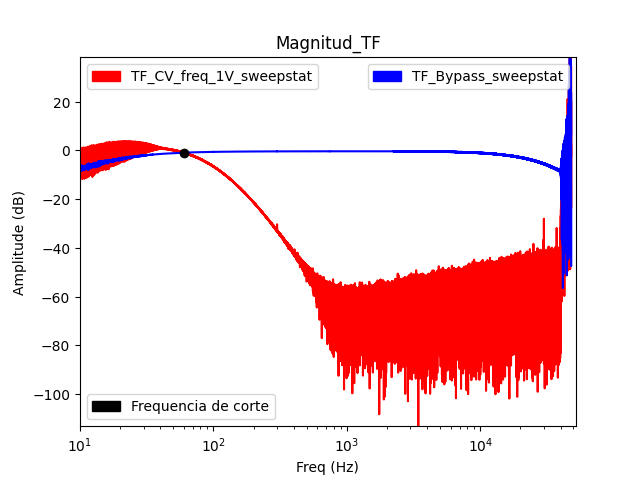 Magnitud_TF
TF_CV_freq_1V_sweepstat
TF_Bypass_sweepstat
20
0
−20
−40
−60
−80
−100
Amplitude (dB)
Frequencia de corte
10^1
10^2
10^3
10^4
Freq (Hz)